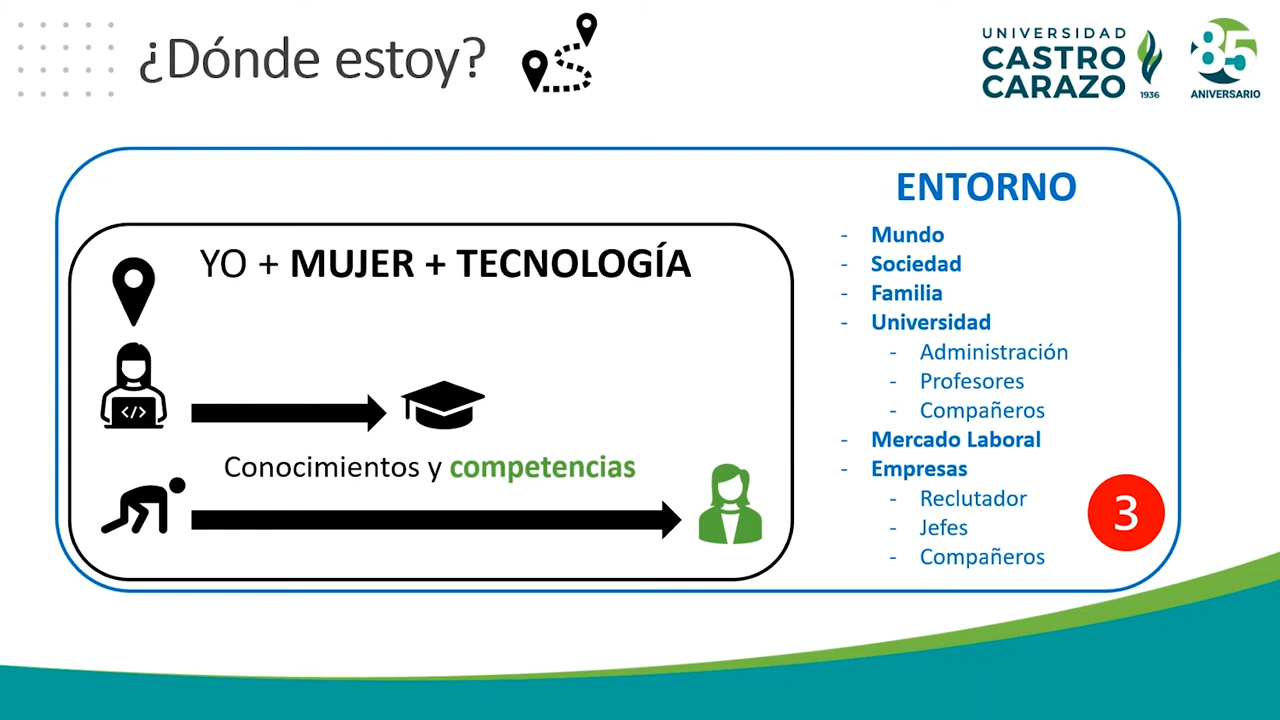 ¿Dónde estoy?
UNIVERSIDAD
CASTRO
CARAZO
1936
85
ANIVERSARIO
ENTORNO
- Mundo
- Sociedad
- Familia
- Universidad
- Administración
- Profesores
- Compañeros
- Mercado Laboral
- Empresas
- Reclutador
- Jefes
- Compañeros
3
YO + MUJER + TECNOLOGÍA
</>
Conocimientos y competencias